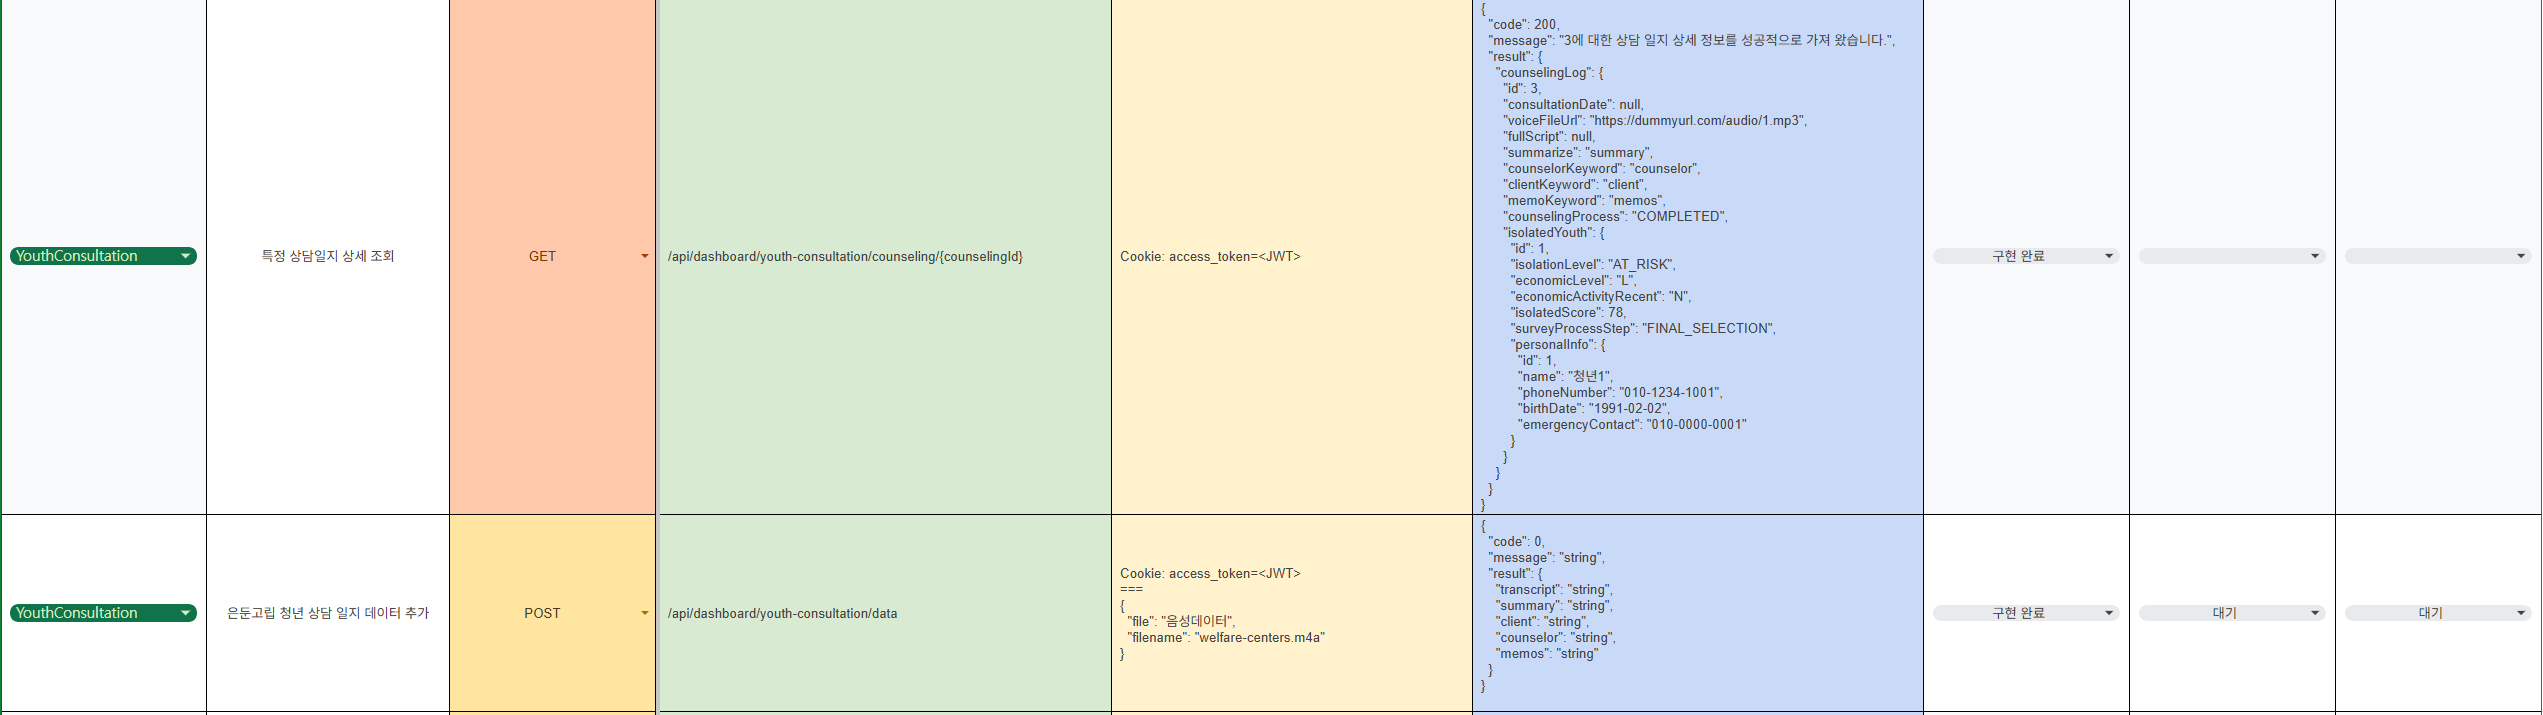 YouthConsultation
특정 상담일지 상세 조회
GET
/api/dashboard/youth-consultation/counseling/{counselingId}
Cookie: access_token=<JWT>
{
"code": 200,
"message": "3에 대한 상담 일지 상세 정보를 성공적으로 가져 왔습니다.",
"result": {
"counselingLog": {
"id": 3,
"consultationDate": null,
"voiceFileUrl": "https://dummyurl.com/audio/1.mp3",
"fullScript": null,
"summarize": "summary",
"counselorKeyword": "counselor",
"clientKeyword": "client",
"memoKeyword": "memos",
"counselingProcess": "COMPLETED",
"isolatedYouth": {
"id": 1,
"isolationLevel": "AT_RISK",
"economicLevel": "L",
"economicActivityRecent": "N",
"isolatedScore": 78,
"surveyProcessStep": "FINAL_SELECTION",
"personalInfo": {
"id": 1,
"name": "청년1",
"phoneNumber": "010-1234-1001",
"birthDate": "1991-02-02",
"emergencyContact": "010-0000-0001"
}
}
}
}
}
구현 완료
YouthConsultation
은둔고립 청년 상담 일지 데이터 추가
POST
/api/dashboard/youth-consultation/data
Cookie: access_token=<JWT>
===
{
"file": "음성데이터",
"filename": "welfare-centers.m4a"
}
{
"code": 0,
"message": "string",
"result": {
"transcript": "string",
"summary": "string",
"client": "string",
"counselor": "string",
"memos": "string"
}
}
구현 완료
대기
대기